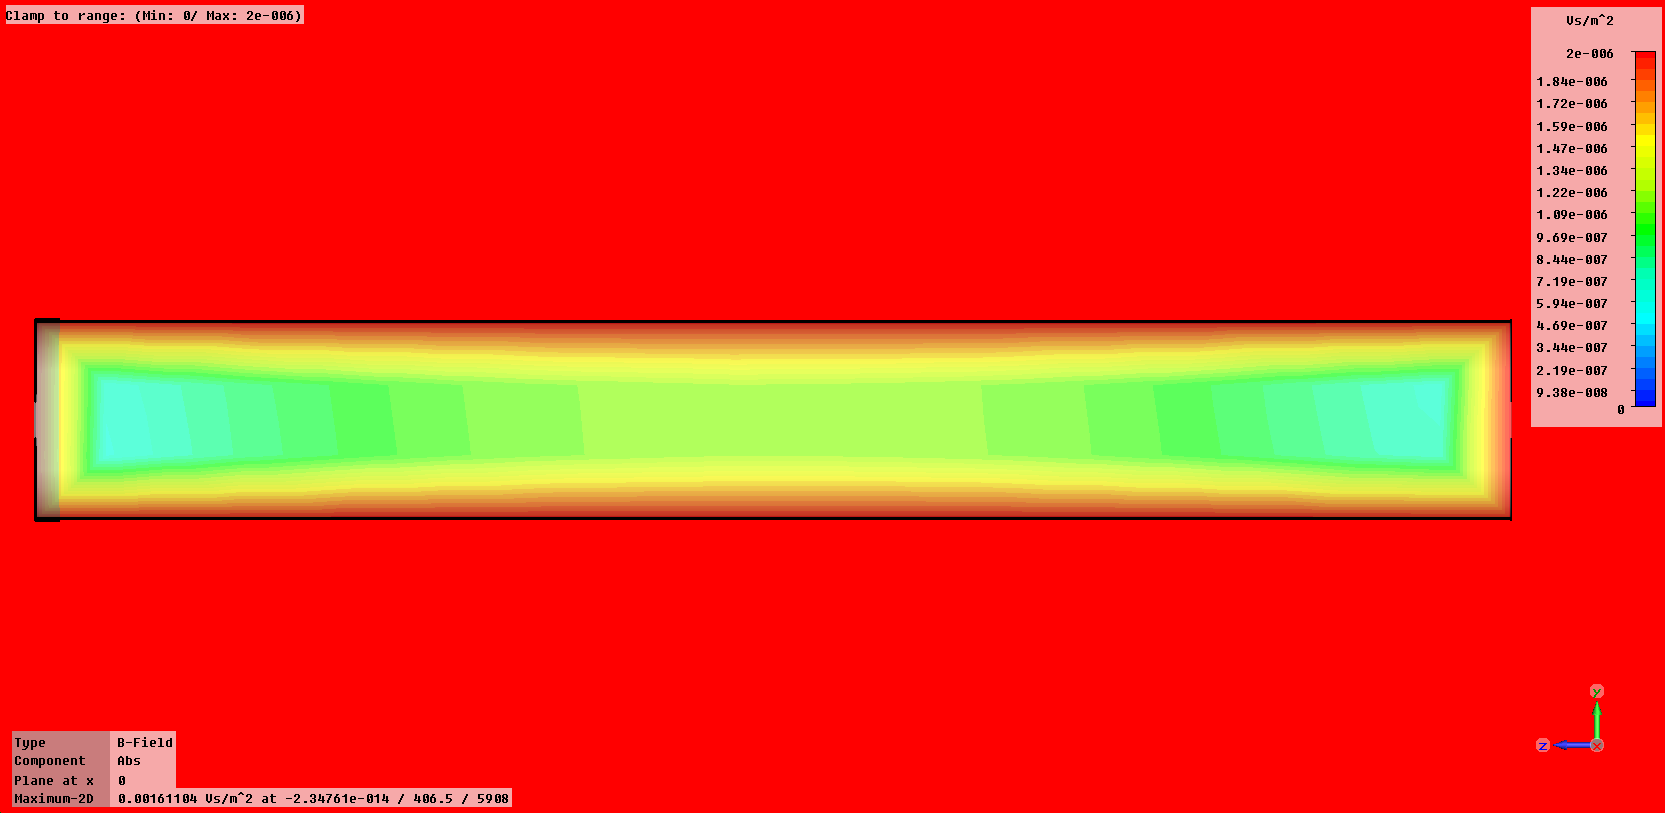 Clamp to range: (Min: 0/ Max: 2e-006)
Vs/m^2
2e-006
1.84e-006
1.72e-006
1.59e-006
1.47e-006
1.34e-006
1.22e-006
1.09e-006
9.69e-007
8.44e-007
7.19e-007
5.94e-007
4.69e-007
3.44e-007
2.19e-007
9.38e-008
0
y
z x
Type B-Field
Component Abs
Plane at x 0
Maximum-2D 0.00161104 Vs/m^2 at -2.34761e-014 / 406.5 / 5908